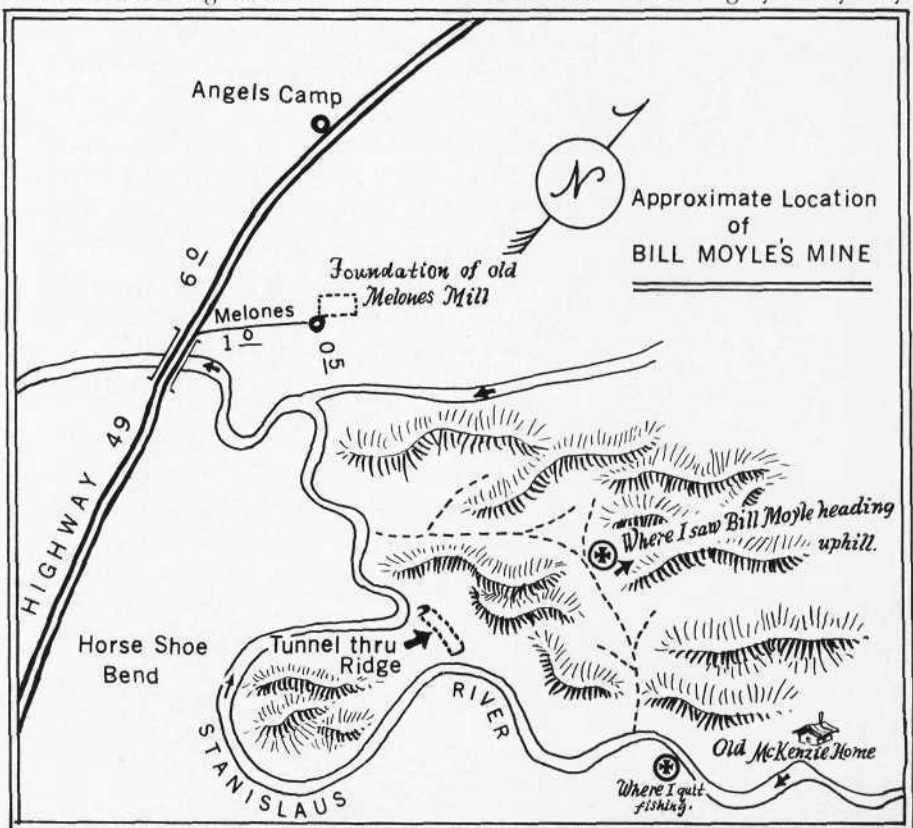 Angels Camp
N
Approximate Location
of
BILL MOYLE'S MINE
6 0
Foundation of old
Melones Mill
Melones
1 0
0 5
HIGHWAY 49
Where I saw Bill Moyle heading
uphill.
Horse Shoe
Bend
Tunnel thru
Ridge
STANISLAUS
RIVER
Old McKenzie Home
Where I quit
fishing.